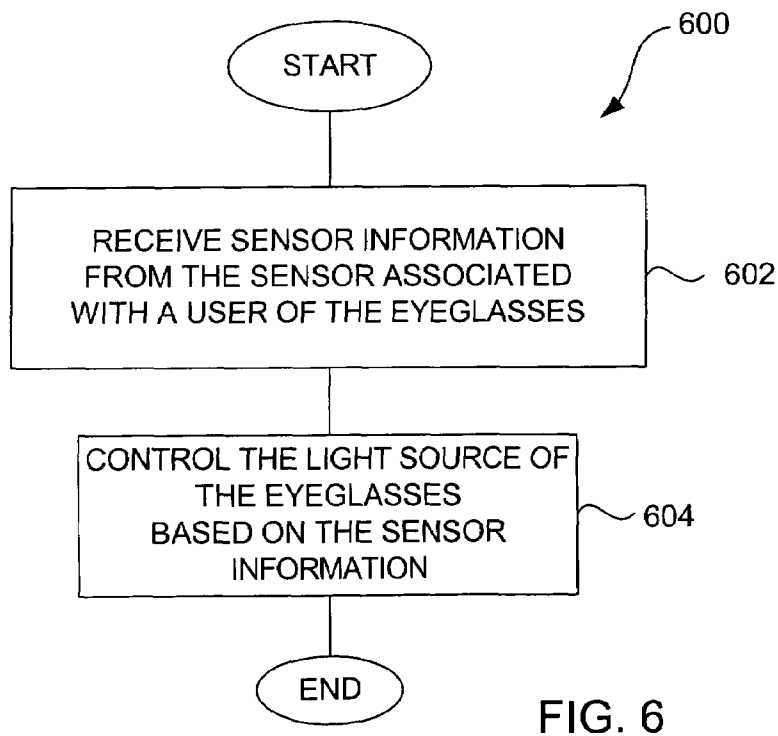 600
START
RECEIVE SENSOR INFORMATION
FROM THE SENSOR ASSOCIATED
WITH A USER OF THE EYEGLASSES
602
CONTROL THE LIGHT SOURCE OF
THE EYEGLASSES
BASED ON THE SENSOR
INFORMATION
604
END
FIG. 6